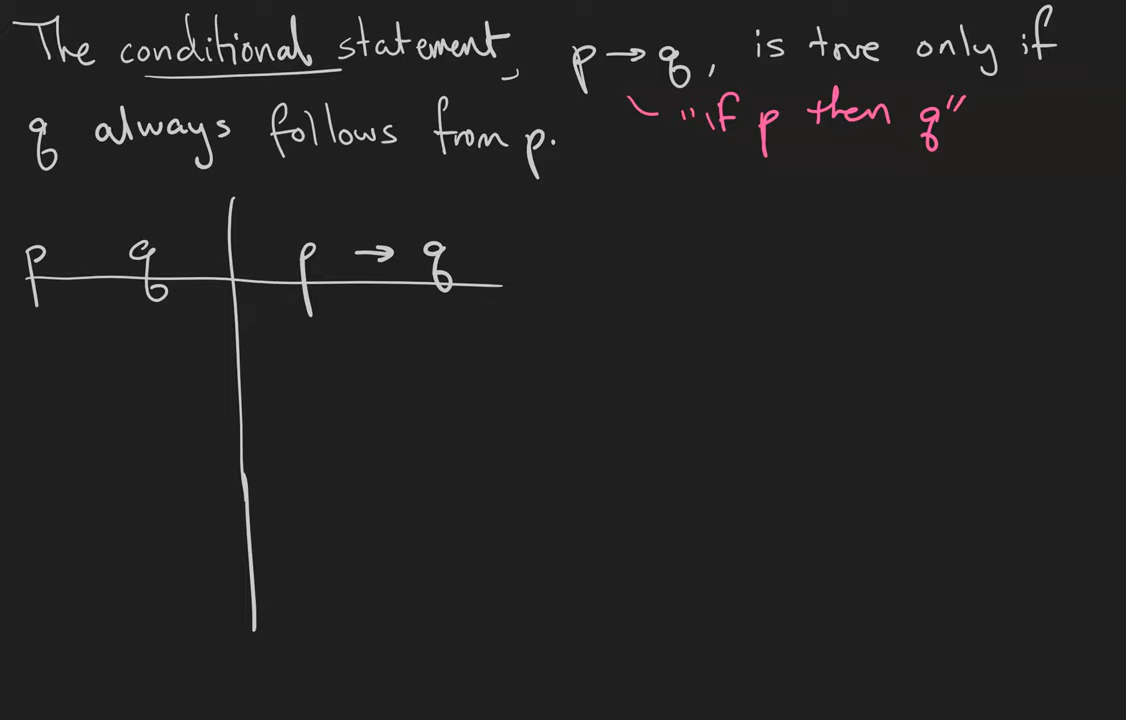 The conditional statement, p → q, is true only if
"if p then q"
q always follows from p.
p q p → q